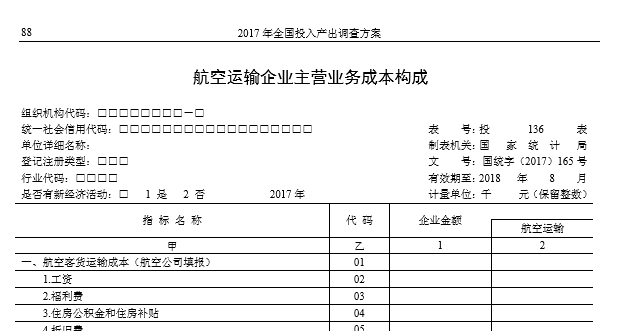 88
2017 年全国投入产出调查方案
航空运输企业主营业务成本构成
组织机构代码：□□□□□□□□－□
统一社会信用代码：□□□□□□□□□□□□□□□□□□ 表 号：投 136 表
单位详细名称： 制表机关：国 家 统 计 局
登记注册类型：□□□ 文 号：国统字（2017）165 号
行业代码：□□□□ 有效期至：2018 年 8 月
是否有新经济活动：□ 1 是 2 否 2017 年 计量单位：千 元（保留整数）
指 标 名 称 代 码 企业金额
航空运输
甲 乙 1 2
一、航空客货运输成本（航空公司填报） 01
1.工资 02
2.福利费 03
3.住房公积金和住房补贴 04
4.折旧费 05